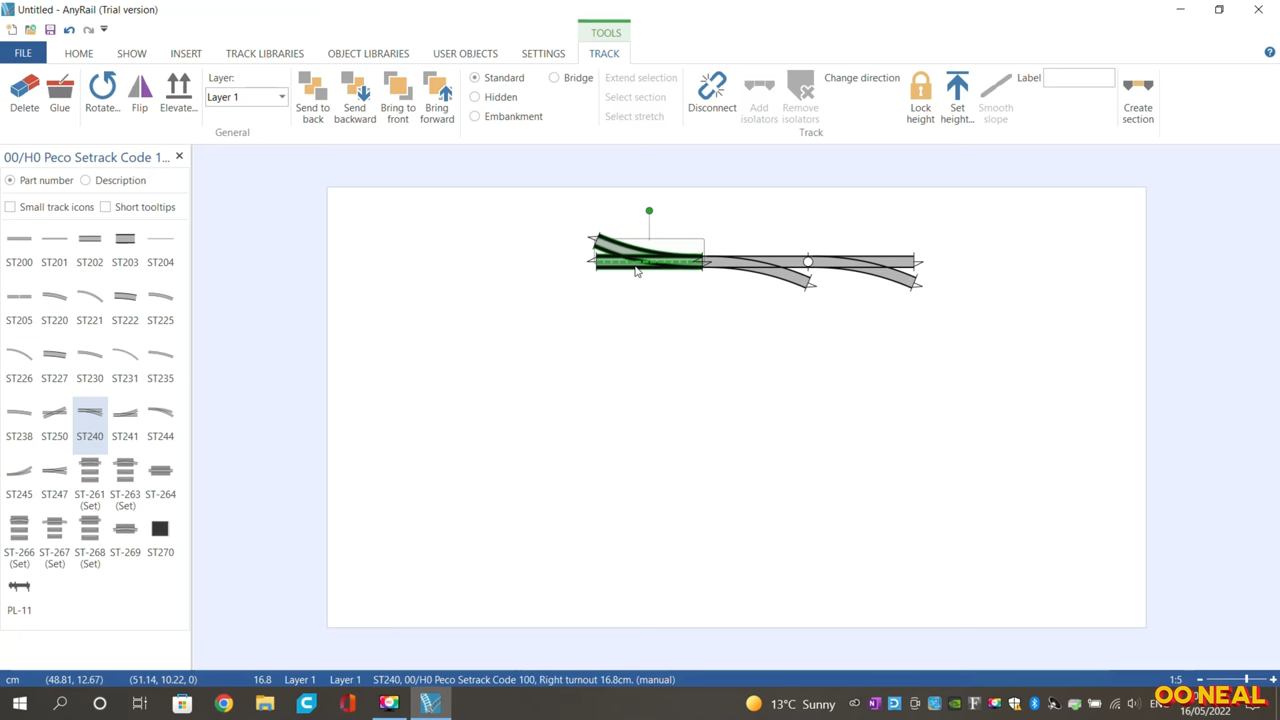 Untitled - AnyRail (Trial version)
FILE HOME SHOW INSERT TRACK LIBRARIES OBJECT LIBRARIES USER OBJECTS SETTINGS TOOLS TRACK
Delete Glue Rotate... Flip Elevate...
Layer:
Layer 1
General
Send to back
Send backward
Bring to front
Bring forward
Standard
Hidden
Embankment
Bridge
Extend selection
Select section
Select stretch
Disconnect
Add isolators
Remove isolators
Change direction
Lock height
Set height...
Smooth slope
Label
Create section
Track
00/H0 Peco Setrack Code 1...
Part number Description
Small track icons Short tooltips
ST200 ST201 ST202 ST203 ST204
ST205 ST220 ST221 ST222 ST225
ST226 ST227 ST230 ST231 ST235
ST238 ST250 ST240 ST241 ST244
ST245 ST247 ST-261 (Set) ST-263 (Set) ST-264
ST-266 (Set) ST-267 (Set) ST-268 (Set) ST-269 ST270
PL-11
cm (48.81, 12.67) (51.14, 10.22, 0) 16.8 Layer 1 Layer 1 ST240, 00/H0 Peco Setrack Code 100, Right turnout 16.8cm. (manual) 1:5
13°C Sunny
16/05/2022
OO NEAL